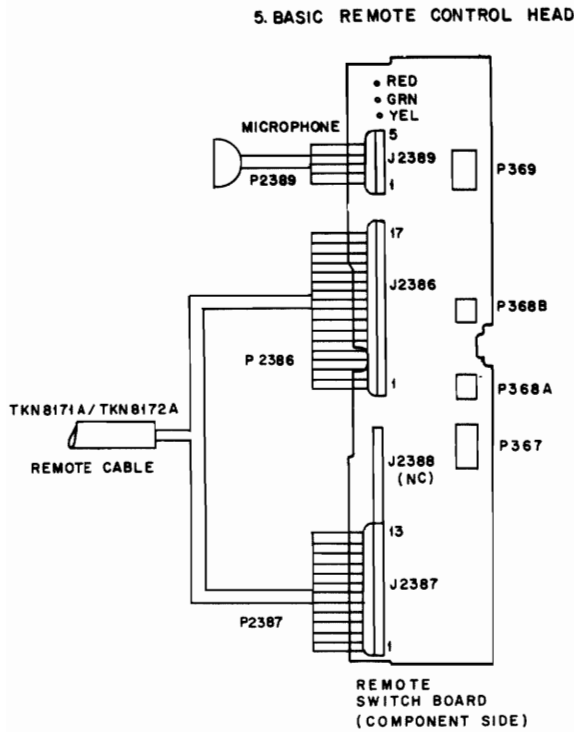 5. BASIC REMOTE CONTROL HEAD
RED
GRN
YEL
MICROPHONE
5
J2389
P2389
1
P369
17
J2386
P368B
P 2386
1
P368A
TKN8171A/TKN8172A
REMOTE CABLE
P367
J2388
(NC)
13
J2387
P2387
1
REMOTE
SWITCH BOARD
(COMPONENT SIDE)